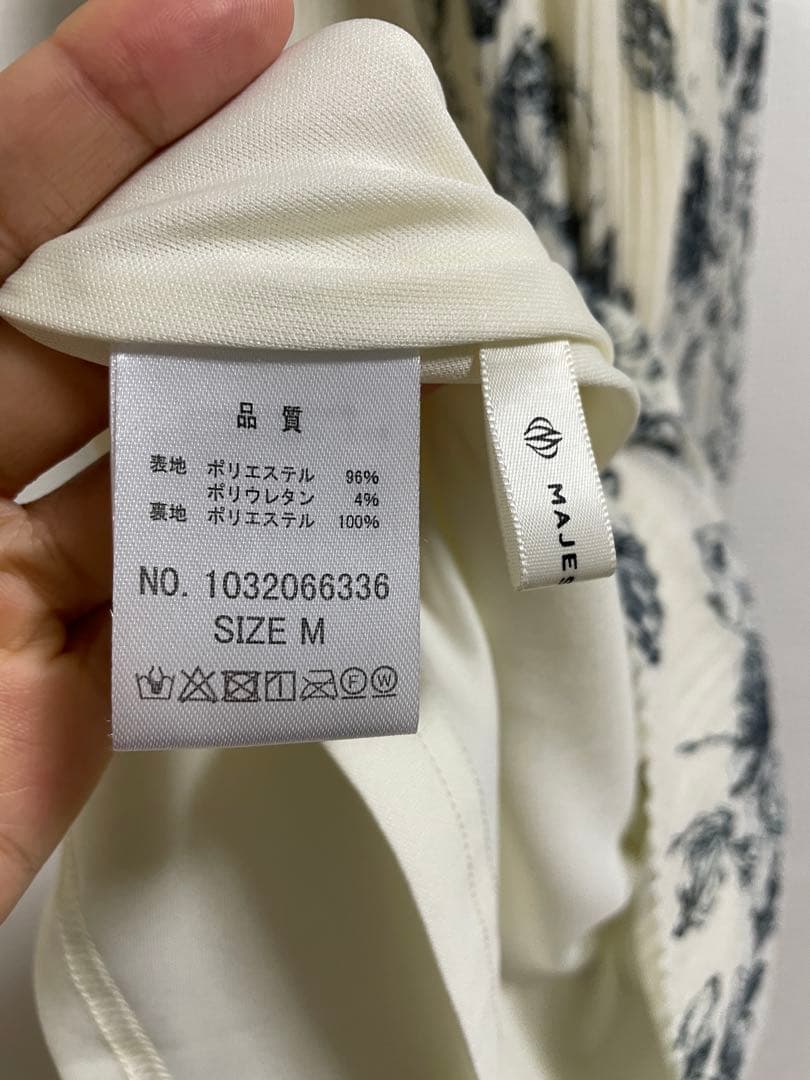 品質
表地 ポリエステル 96%
ポリウレタン 4%
裏地 ポリエステル 100%
NO. 1032066336
SIZE M
F W
MAJES